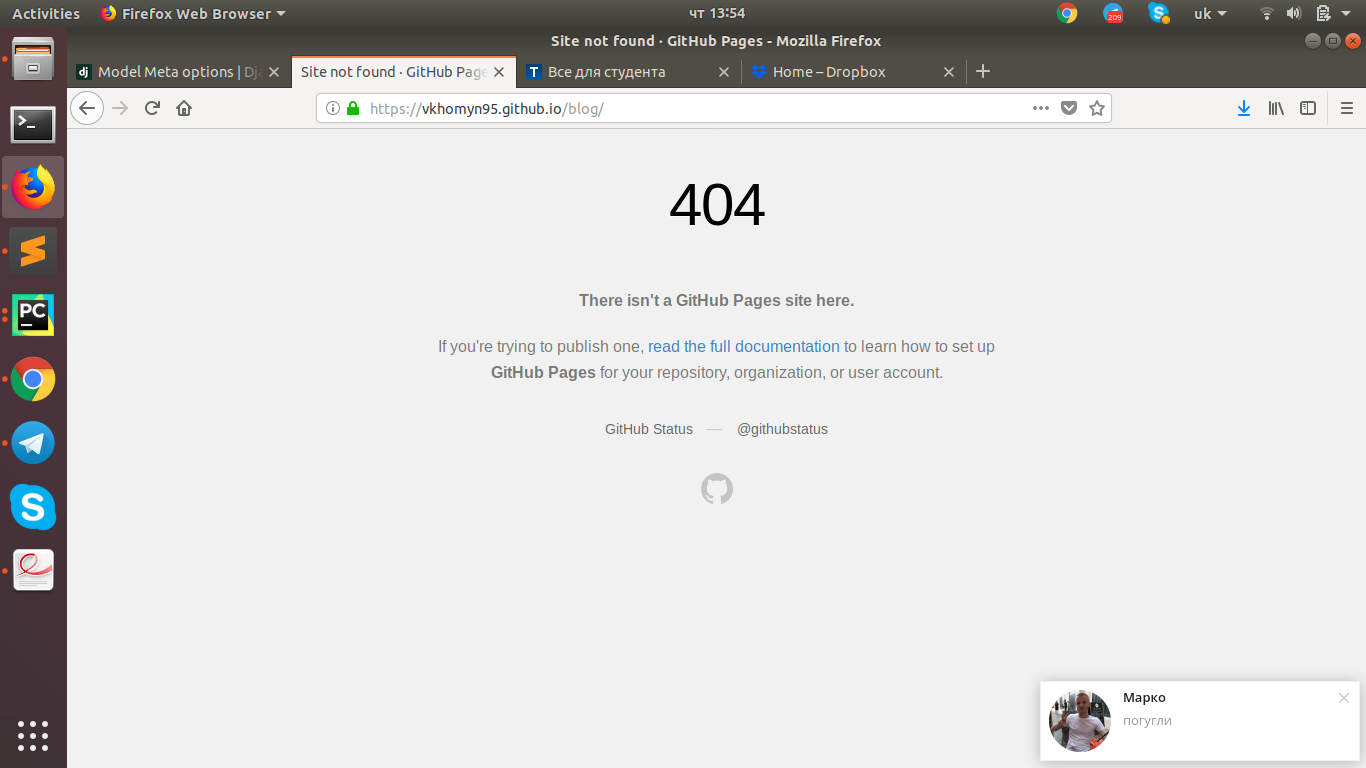 Activities Firefox Web Browser чт 13:54 209 uk
Site not found · GitHub Pages - Mozilla Firefox
dj Model Meta options | Dj Site not found · GitHub Page T Все для студента Home – Dropbox
https://vkhomyn95.github.io/blog/
404
There isn't a GitHub Pages site here.
If you're trying to publish one, read the full documentation to learn how to set up
GitHub Pages for your repository, organization, or user account.
GitHub Status — @githubstatus
PC
Марко
погугли